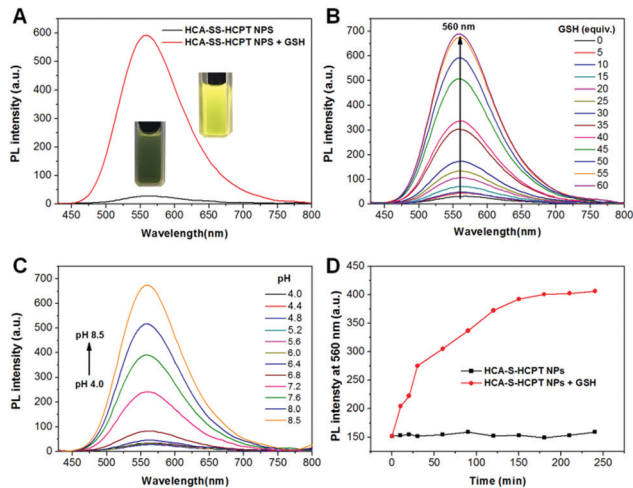 A
HCA-SS-HCPT NPS
HCA-SS-HCPT NPS + GSH
PL intensity (a.u.)
700
600
500
400
300
200
100
0
450 500 550 600 650 700 750 800
Wavelength(nm)
B
560 nm
GSH (equiv.)
0
5
10
15
20
25
30
35
40
45
50
55
60
PL intensity (a.u.)
700
600
500
400
300
200
100
0
450 500 550 600 650 700 750 800
Wavelength(nm)
C
pH
4.0
4.4
4.8
5.2
5.6
6.0
6.4
6.8
7.2
7.6
8.0
8.5
pH 8.5
pH 4.0
PL intensity (a.u.)
700
600
500
400
300
200
100
0
450 500 550 600 650 700 750 800
Wavelength(nm)
D
HCA-S-HCPT NPs
HCA-S-HCPT NPs + GSH
PL intensty at 560 nm (a.u.)
450
400
350
300
250
200
150
100
0 50 100 150 200 250
Time (min)